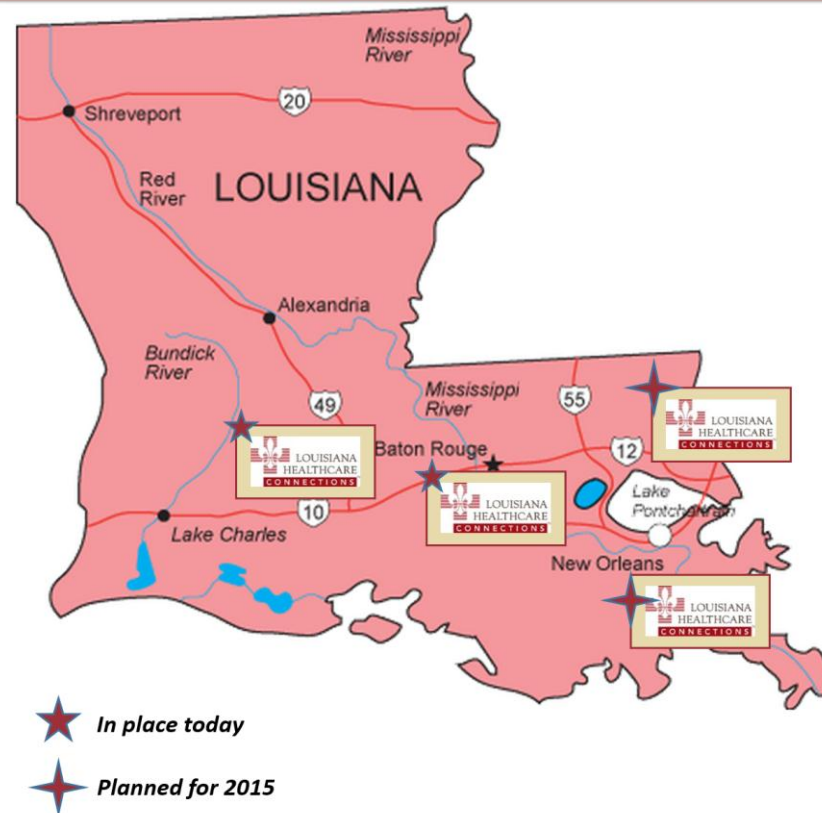 Mississippi
River
20
Shreveport
Red
River
LOUISIANA
Alexandria
Bundick
River
Mississippi
River
55
49
LOUISIANA
HEALTHCARE
CONNECTIONS
LOUISIANA
HEALTHCARE
CONNECTIONS
Baton Rouge
12
LOUISIANA
HEALTHCARE
CONNECTIONS
10
Lake
Pontchartrain
Lake Charles
New Orleans
LOUISIANA
HEALTHCARE
CONNECTIONS
In place today
Planned for 2015